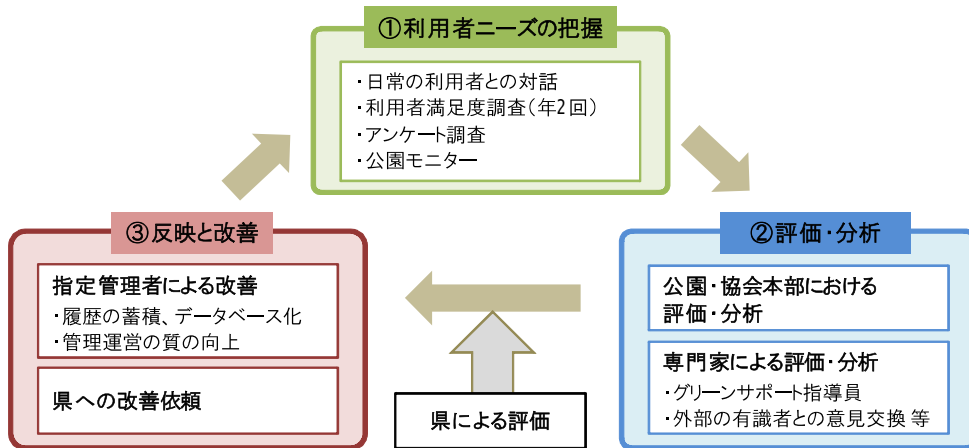 ①利用者ニーズの把握
・日常の利用者との対話
・利用者満足度調査(年2回)
・アンケート調査
・公園モニター
②評価・分析
公園・協会本部における
評価・分析
専門家による評価・分析
・グリーンサポート指導員
・外部の有識者との意見交換 等
③反映と改善
指定管理者による改善
・履歴の蓄積、データベース化
・管理運営の質の向上
県への改善依頼
県による評価